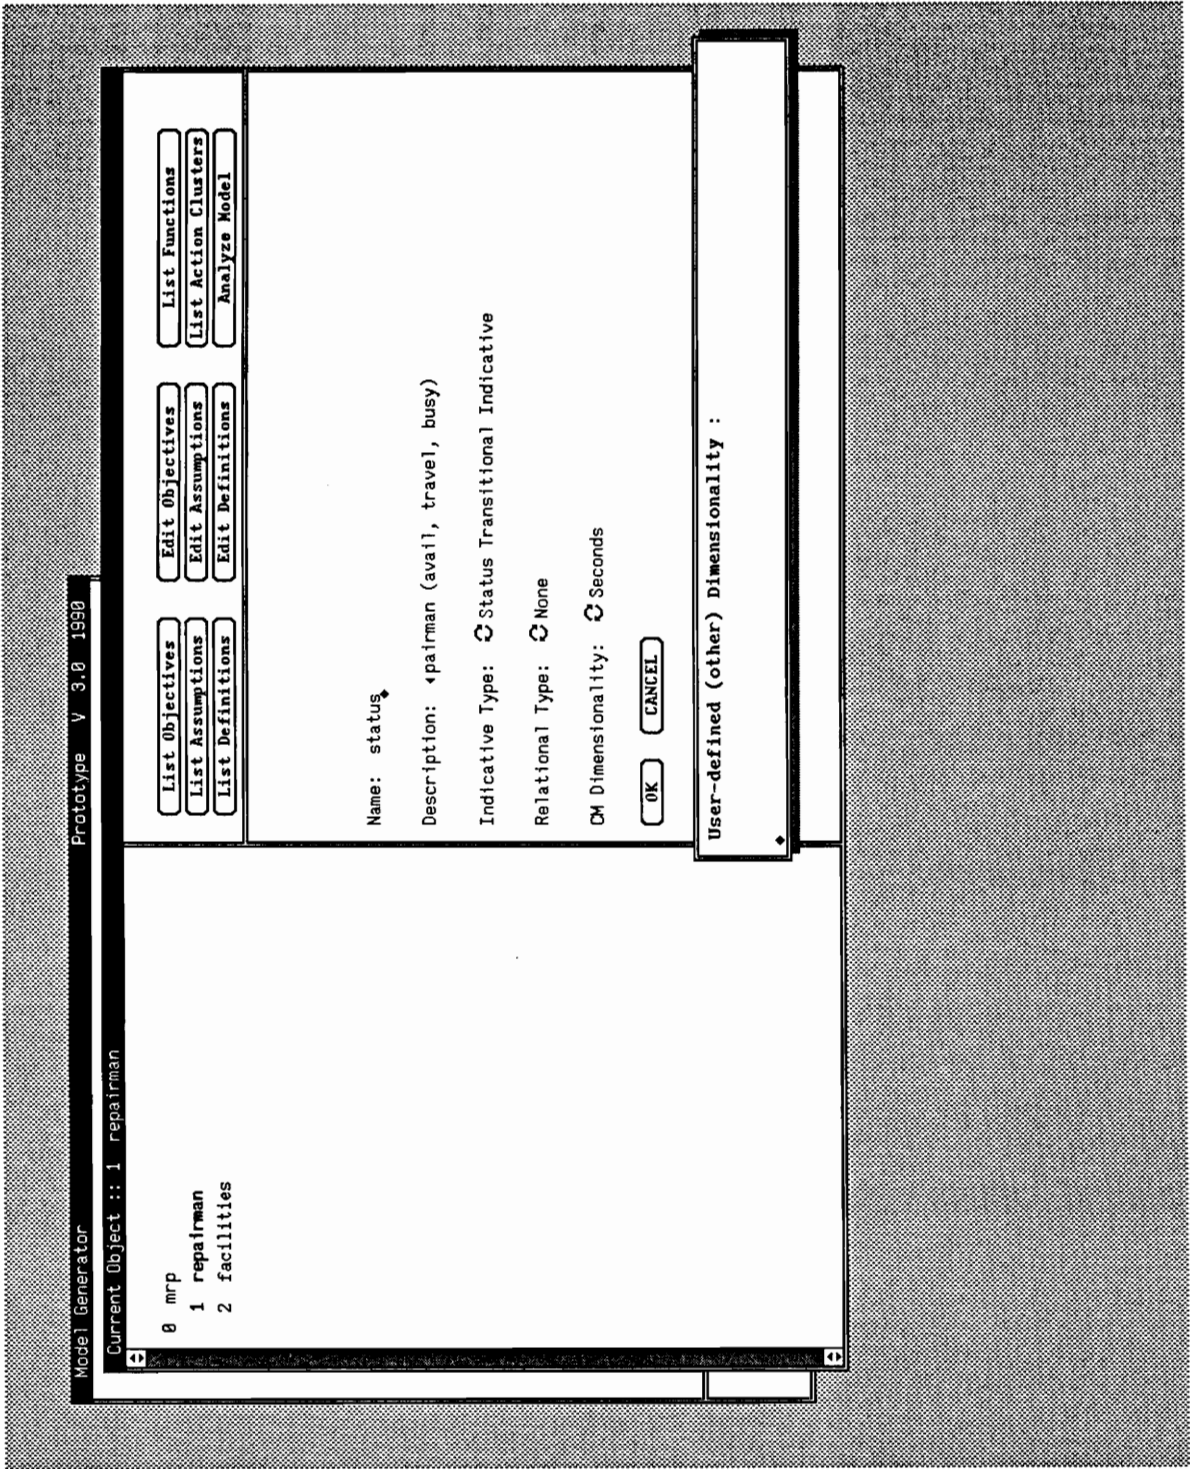 Model Generator Prototype V 3.0 1990
Current Object :: 1 repairman
0 mrp
1 repairman
2 facilities
List Objectives Edit Objectives List Functions
List Assumptions Edit Assumptions List Action Clusters
List Definitions Edit Definitions Analyze Model
Name: status
Description: pairman (avail, travel, busy)
Indicative Type: Status Transitional Indicative
Relational Type: None
CM Dimensionality: Seconds
OK CANCEL
User-defined (other) Dimensionality :